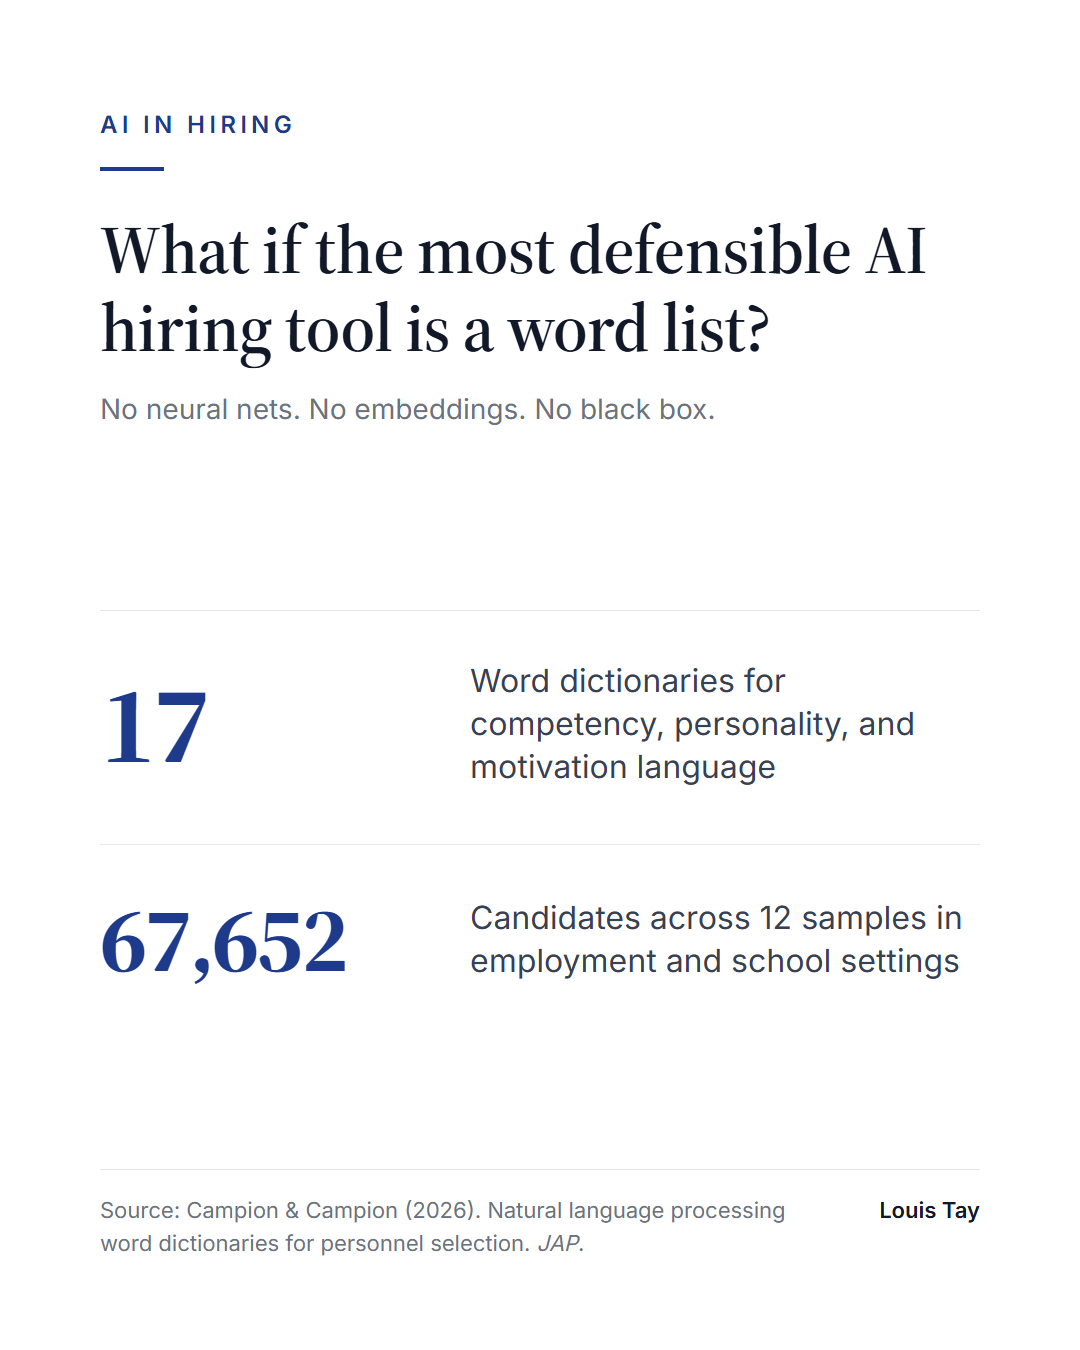 AI IN HIRING
What if the most defensible AI
hiring tool is a word list?
No neural nets. No embeddings. No black box.
17
Word dictionaries for
competency, personality, and
motivation language
67,652
Candidates across 12 samples in
employment and school settings
Source: Campion & Campion (2026). Natural language processing
word dictionaries for personnel selection. JAP.
Louis Tay